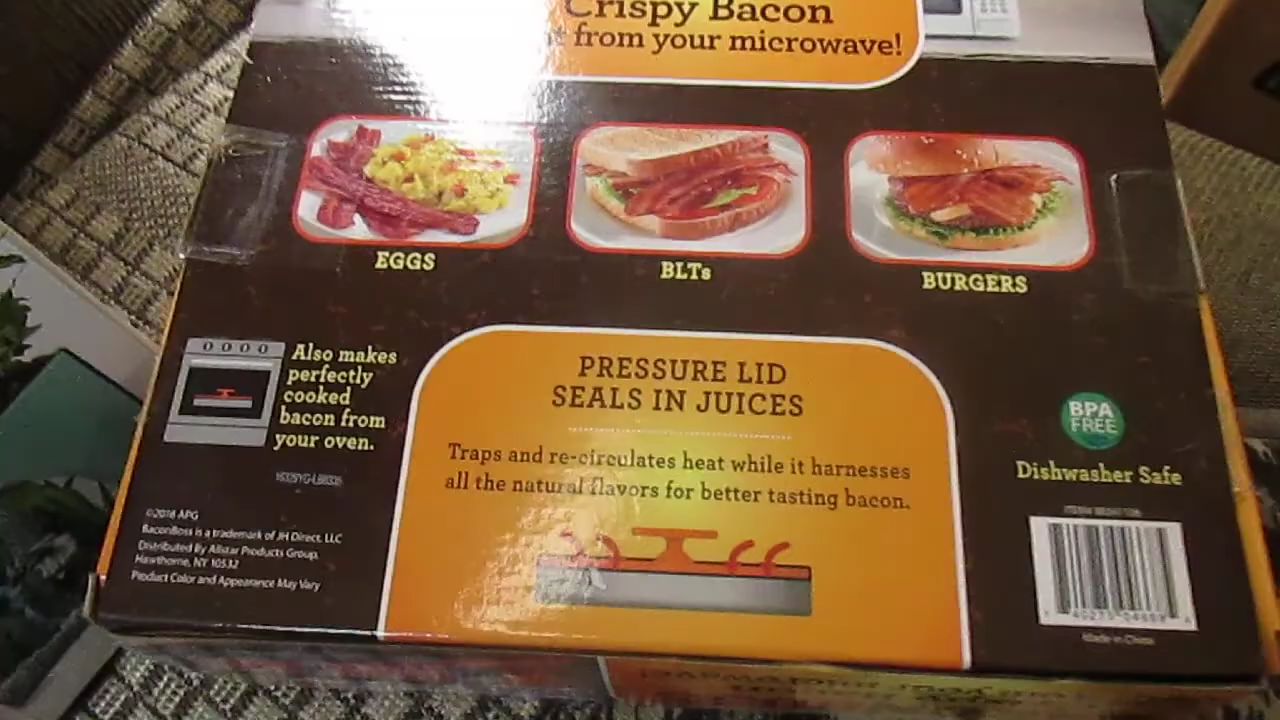 Crispy Bacon
from your microwave!
EGGS
BLTs
BURGERS
Also makes
perfectly
cooked
bacon from
your oven.
PRESSURE LID
SEALS IN JUICES
Traps and re-circulates heat while it harnesses
all the natural flavors for better tasting bacon.
BPA
FREE
Dishwasher Safe
©2018 APG
BaconBoss is a trademark of JH Direct, LLC
Distributed By Allstar Products Group,
Hawthorne, NY 10532
Product Color and Appearance May Vary
Made in China